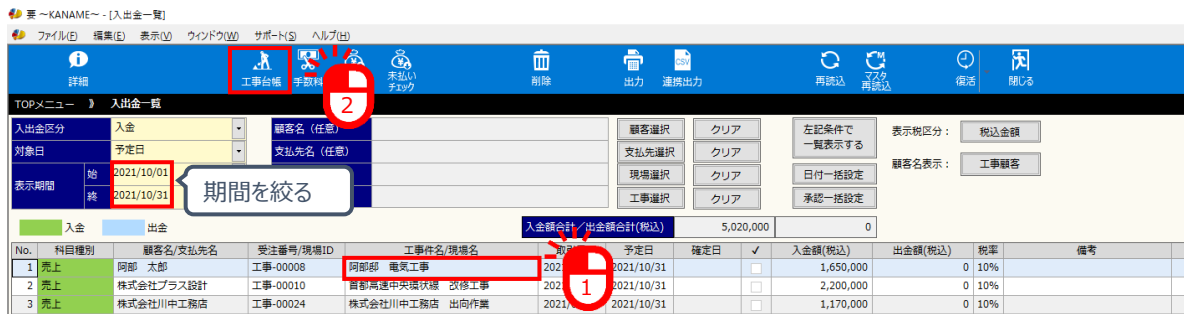 要 ～KANAME～ - [入出金一覧]
ファイル(F) 編集(E) 表示(V) ウィンドウ(W) サポート(S) ヘルプ(H)
詳細 工事台帳 手数料 未払い チェック 削除 出力 連携出力 再読込 マスタ 再読込 復活 閉じる
CSV
2
TOPメニュー 》 入出金一覧
入出金区分 入金 顧客名（任意） 顧客選択 クリア 左記条件で 一覧表示する 表示税区分： 税込金額
対象日 予定日 支払先名（任意） 支払先選択 クリア
表示期間 始 2021/10/01 現場選択 クリア 日付一括設定 顧客名表示： 工事顧客
終 2021/10/31 工事選択 クリア 承認一括設定
期間を絞る
入金 出金 入金額合計／出金額合計(税込) 5,020,000 0
No. 科目種別 顧客名/支払先名 受注番号/現場ID 工事件名/現場名 予定日 確定日 ✓ 入金額(税込) 出金額(税込) 税率 備考
1 売上 阿部 太郎 工事-00008 阿部邸 電気工事 2021/10/31 1,650,000 0 10%
1
2 売上 株式会社プラス設計 工事-00010 首都高速中央環状線 改修工事 2021/10/31 2,200,000 0 10%
3 売上 株式会社川中工務店 工事-00024 株式会社川中工務店 出向作業 2021/10/31 1,170,000 0 10%